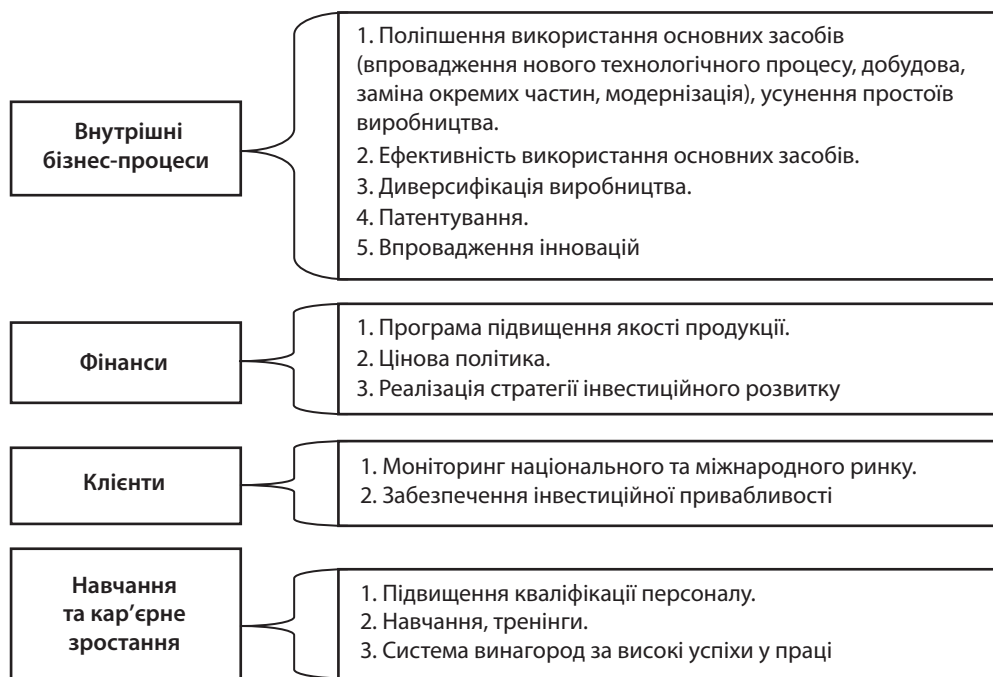 Внутрішні
бізнес-процеси
1. Поліпшення використання основних засобів
(впровадження нового технологічного процесу, добудова,
заміна окремих частин, модернізація), усунення простоїв
виробництва.
2. Ефективність використання основних засобів.
3. Диверсифікація виробництва.
4. Патентування.
5. Впровадження інновацій
Фінанси
1. Програма підвищення якості продукції.
2. Цінова політика.
3. Реалізація стратегії інвестиційного розвитку
Клієнти
1. Моніторинг національного та міжнародного ринку.
2. Забезпечення інвестиційної привабливості
Навчання
та кар’єрне
зростання
1. Підвищення кваліфікації персоналу.
2. Навчання, тренінги.
3. Система винагород за високі успіхи у праці